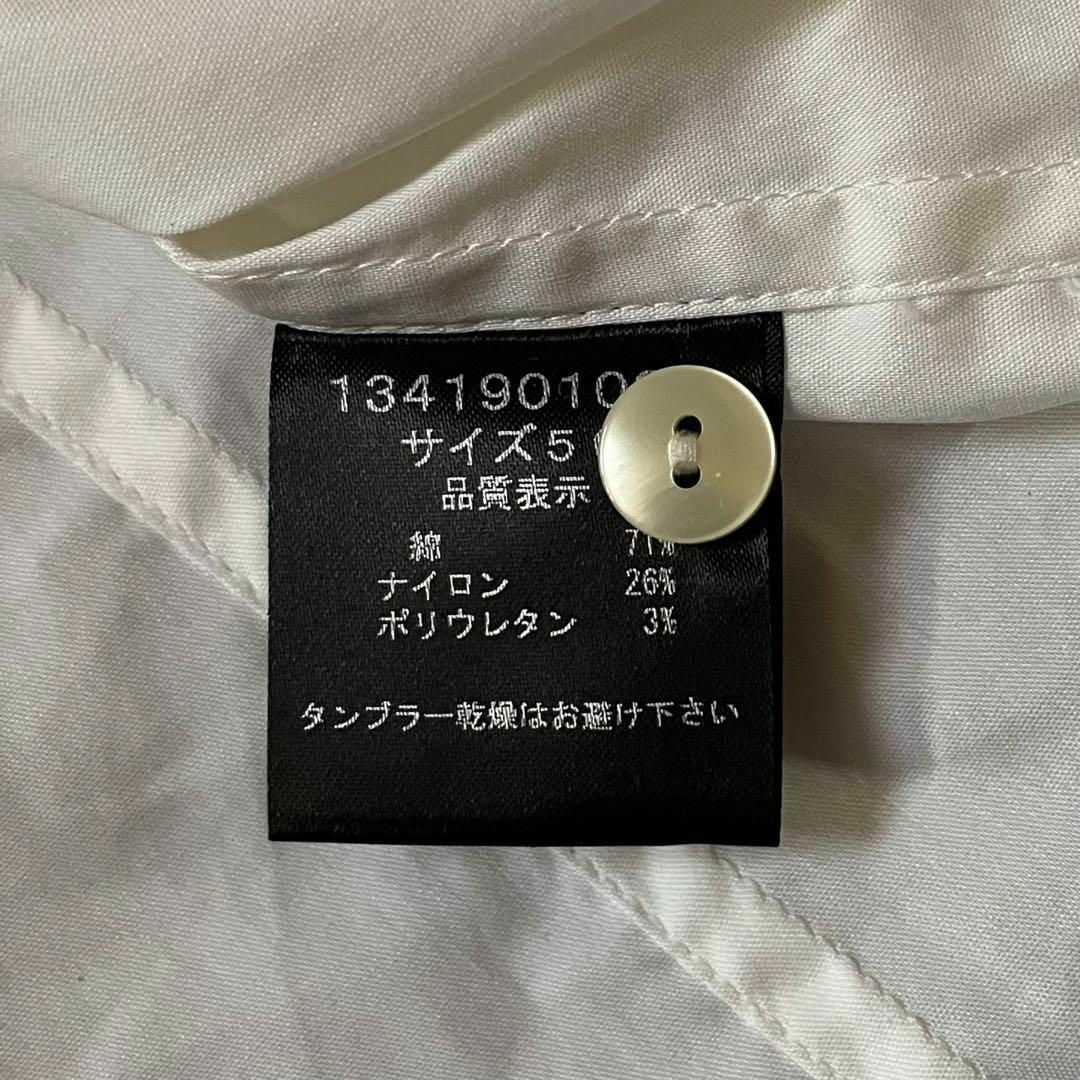 134190100
サイズ5
品質表示
綿 71%
ナイロン 26%
ポリウレタン 3%
タンブラー乾燥はお避け下さい